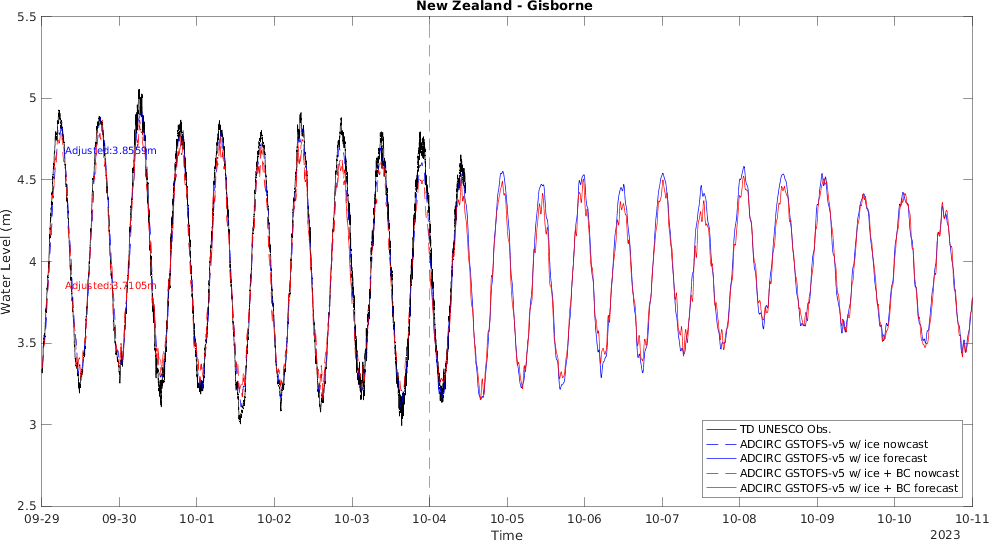 New Zealand - Gisborne
5.5
5
4.5
4
3.5
3
2.5
Water Level (m)
Adjusted:3.8559m
Adjusted:3.7105m
TD UNESCO Obs.
ADCIRC GSTOFS-v5 w/ ice nowcast
ADCIRC GSTOFS-v5 w/ ice forecast
ADCIRC GSTOFS-v5 w/ ice + BC nowcast
ADCIRC GSTOFS-v5 w/ ice + BC forecast
09-29 09-30 10-01 10-02 10-03 10-04 10-05 10-06 10-07 10-08 10-09 10-10 10-11
Time
2023